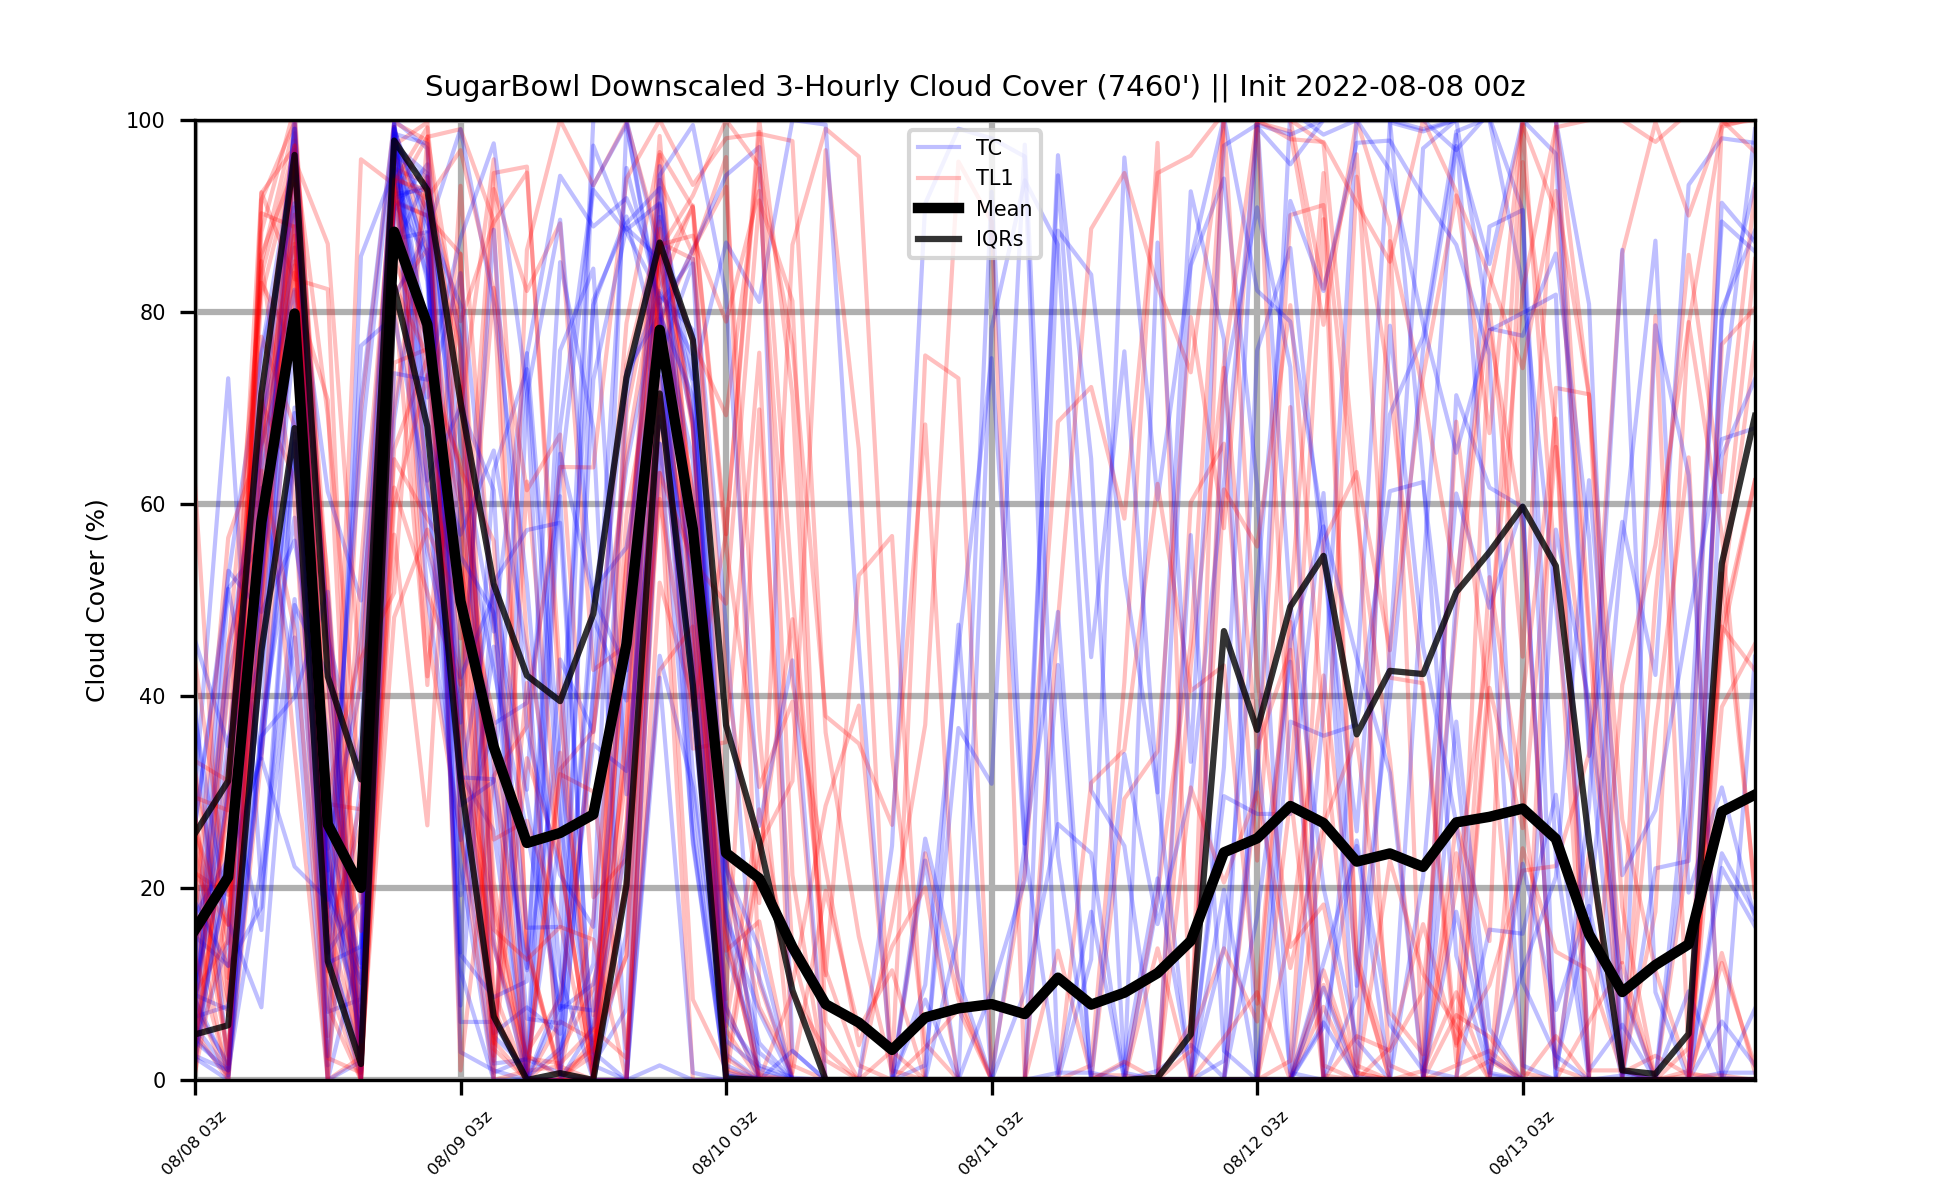 SugarBowl Downscaled 3-Hourly Cloud Cover (7460') || Init 2022-08-08 00z
100
80
60
40
20
0
Cloud Cover (%)
TC
TL1
Mean
IQRs
08/08 03z
08/09 03z
08/10 03z
08/11 03z
08/12 03z
08/13 03z